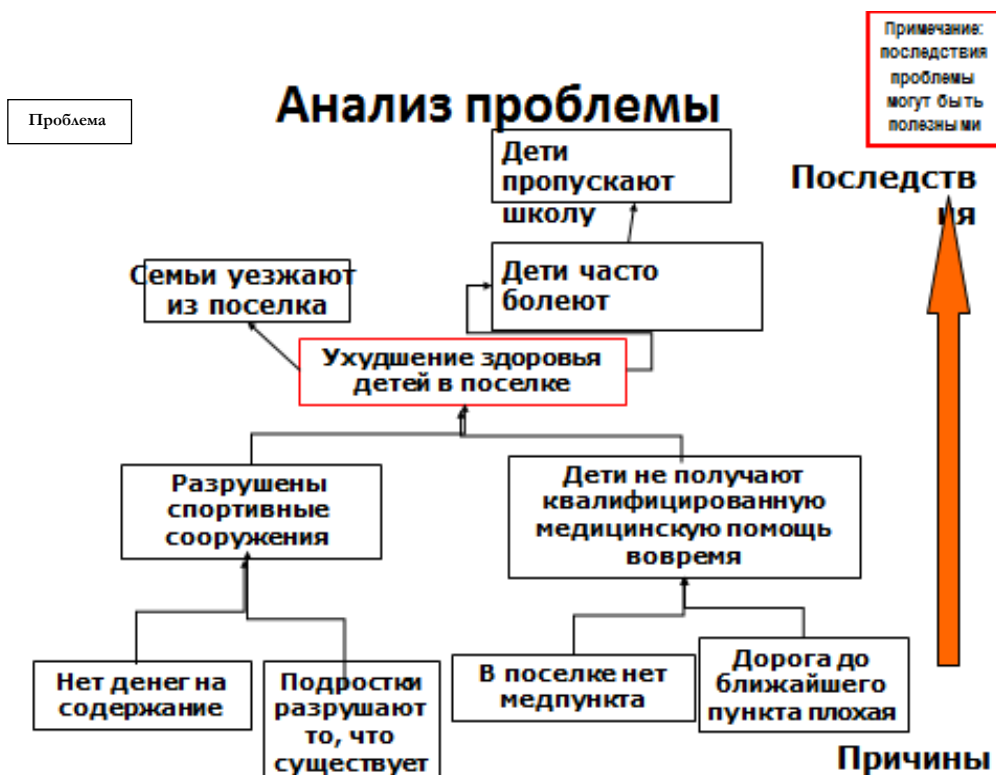 Примечание:
последствия
проблемы
могут быть
полезными
Анализ проблемы
Проблема
Дети
пропускают
школу
Последств
ия
Семьи уезжают
из поселка
Дети часто
болеют
Ухудшение здоровья
детей в поселке
Разрушены
спортивные
сооружения
Дети не получают
квалифицированную
медицинскую помощь
вовремя
Нет денег на
содержание
Подростки
разрушают
то, что
существует
В поселке нет
медпункта
Дорога до
ближайшего
пункта плохая
Причины